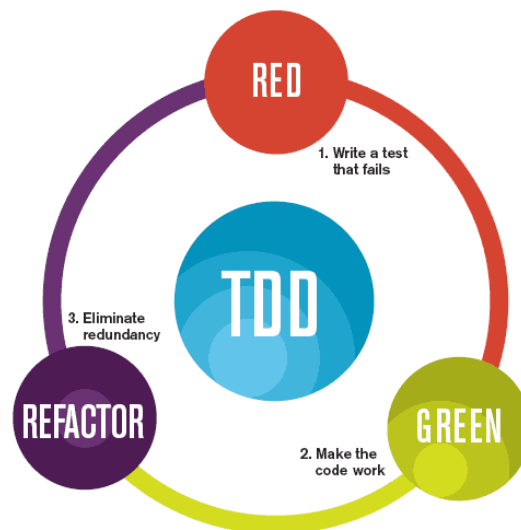 RED
1. Write a test
that fails
TDD
3. Eliminate
redundancy
REFACTOR
GREEN
2. Make the
code work